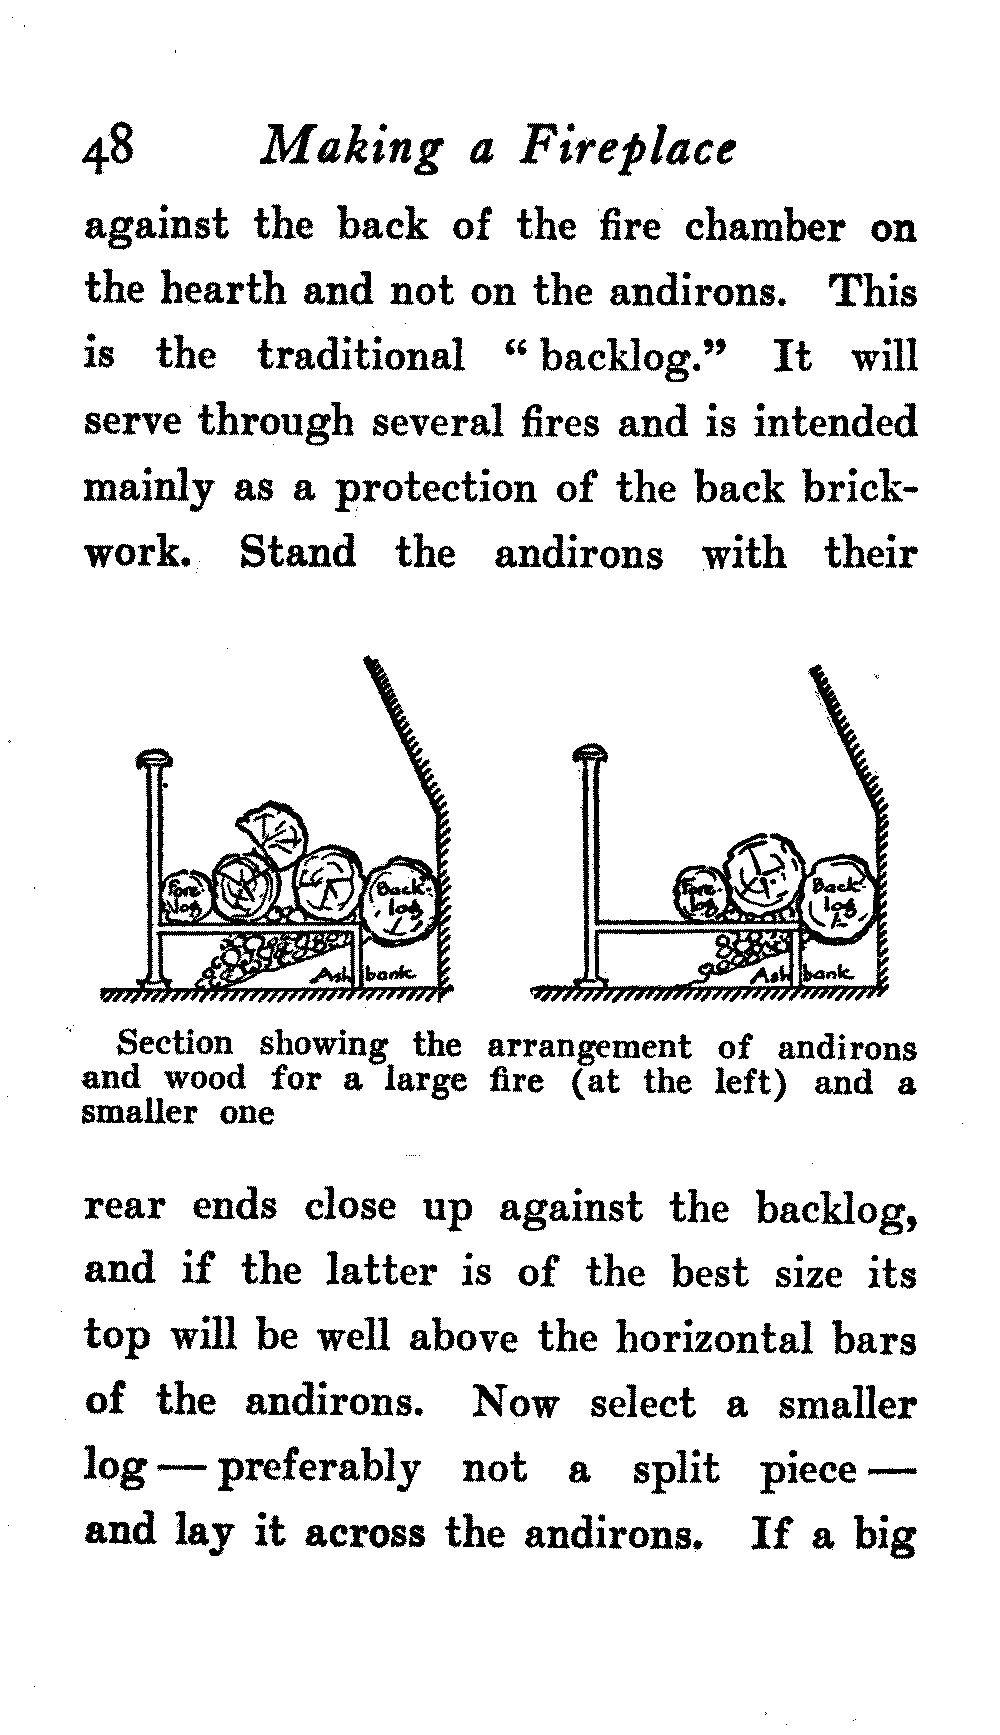 48 Making a Fireplace
against the back of the fire chamber on
the hearth and not on the andirons. This
is the traditional “ backlog.” It will
serve through several fires and is intended
mainly as a protection of the back brick-
work. Stand the andirons with their
Fore-
log
Back-
log
Ash bank
Fore-
log
Back-
log
Ash bank
Section showing the arrangement of andirons
and wood for a large fire (at the left) and a
smaller one
rear ends close up against the backlog,
and if the latter is of the best size its
top will be well above the horizontal bars
of the andirons. Now select a smaller
log — preferably not a split piece —
and lay it across the andirons. If a big